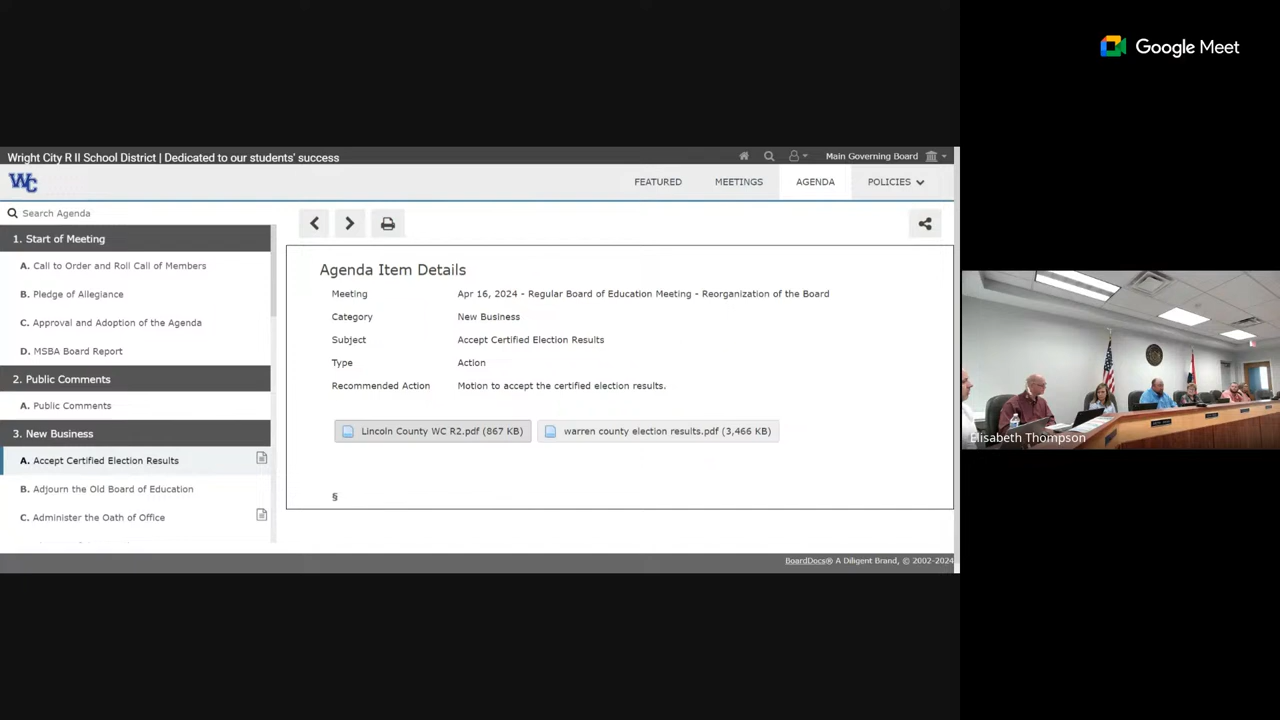 Google Meet
Wright City R II School District | Dedicated to our students' success
Main Governing Board
WC
FEATURED
MEETINGS
AGENDA
POLICIES
Search Agenda
1. Start of Meeting
A. Call to Order and Roll Call of Members
B. Pledge of Allegiance
C. Approval and Adoption of the Agenda
D. MSBA Board Report
2. Public Comments
A. Public Comments
3. New Business
A. Accept Certified Election Results
B. Adjourn the Old Board of Education
C. Administer the Oath of Office
Agenda Item Details
Meeting Apr 16, 2024 - Regular Board of Education Meeting - Reorganization of the Board
Category New Business
Subject Accept Certified Election Results
Type Action
Recommended Action Motion to accept the certified election results.
Lincoln County WC R2.pdf (867 KB)
warren county election results.pdf (3,466 KB)
§
BoardDocs® A Diligent Brand, © 2002-2024
Elisabeth Thompson